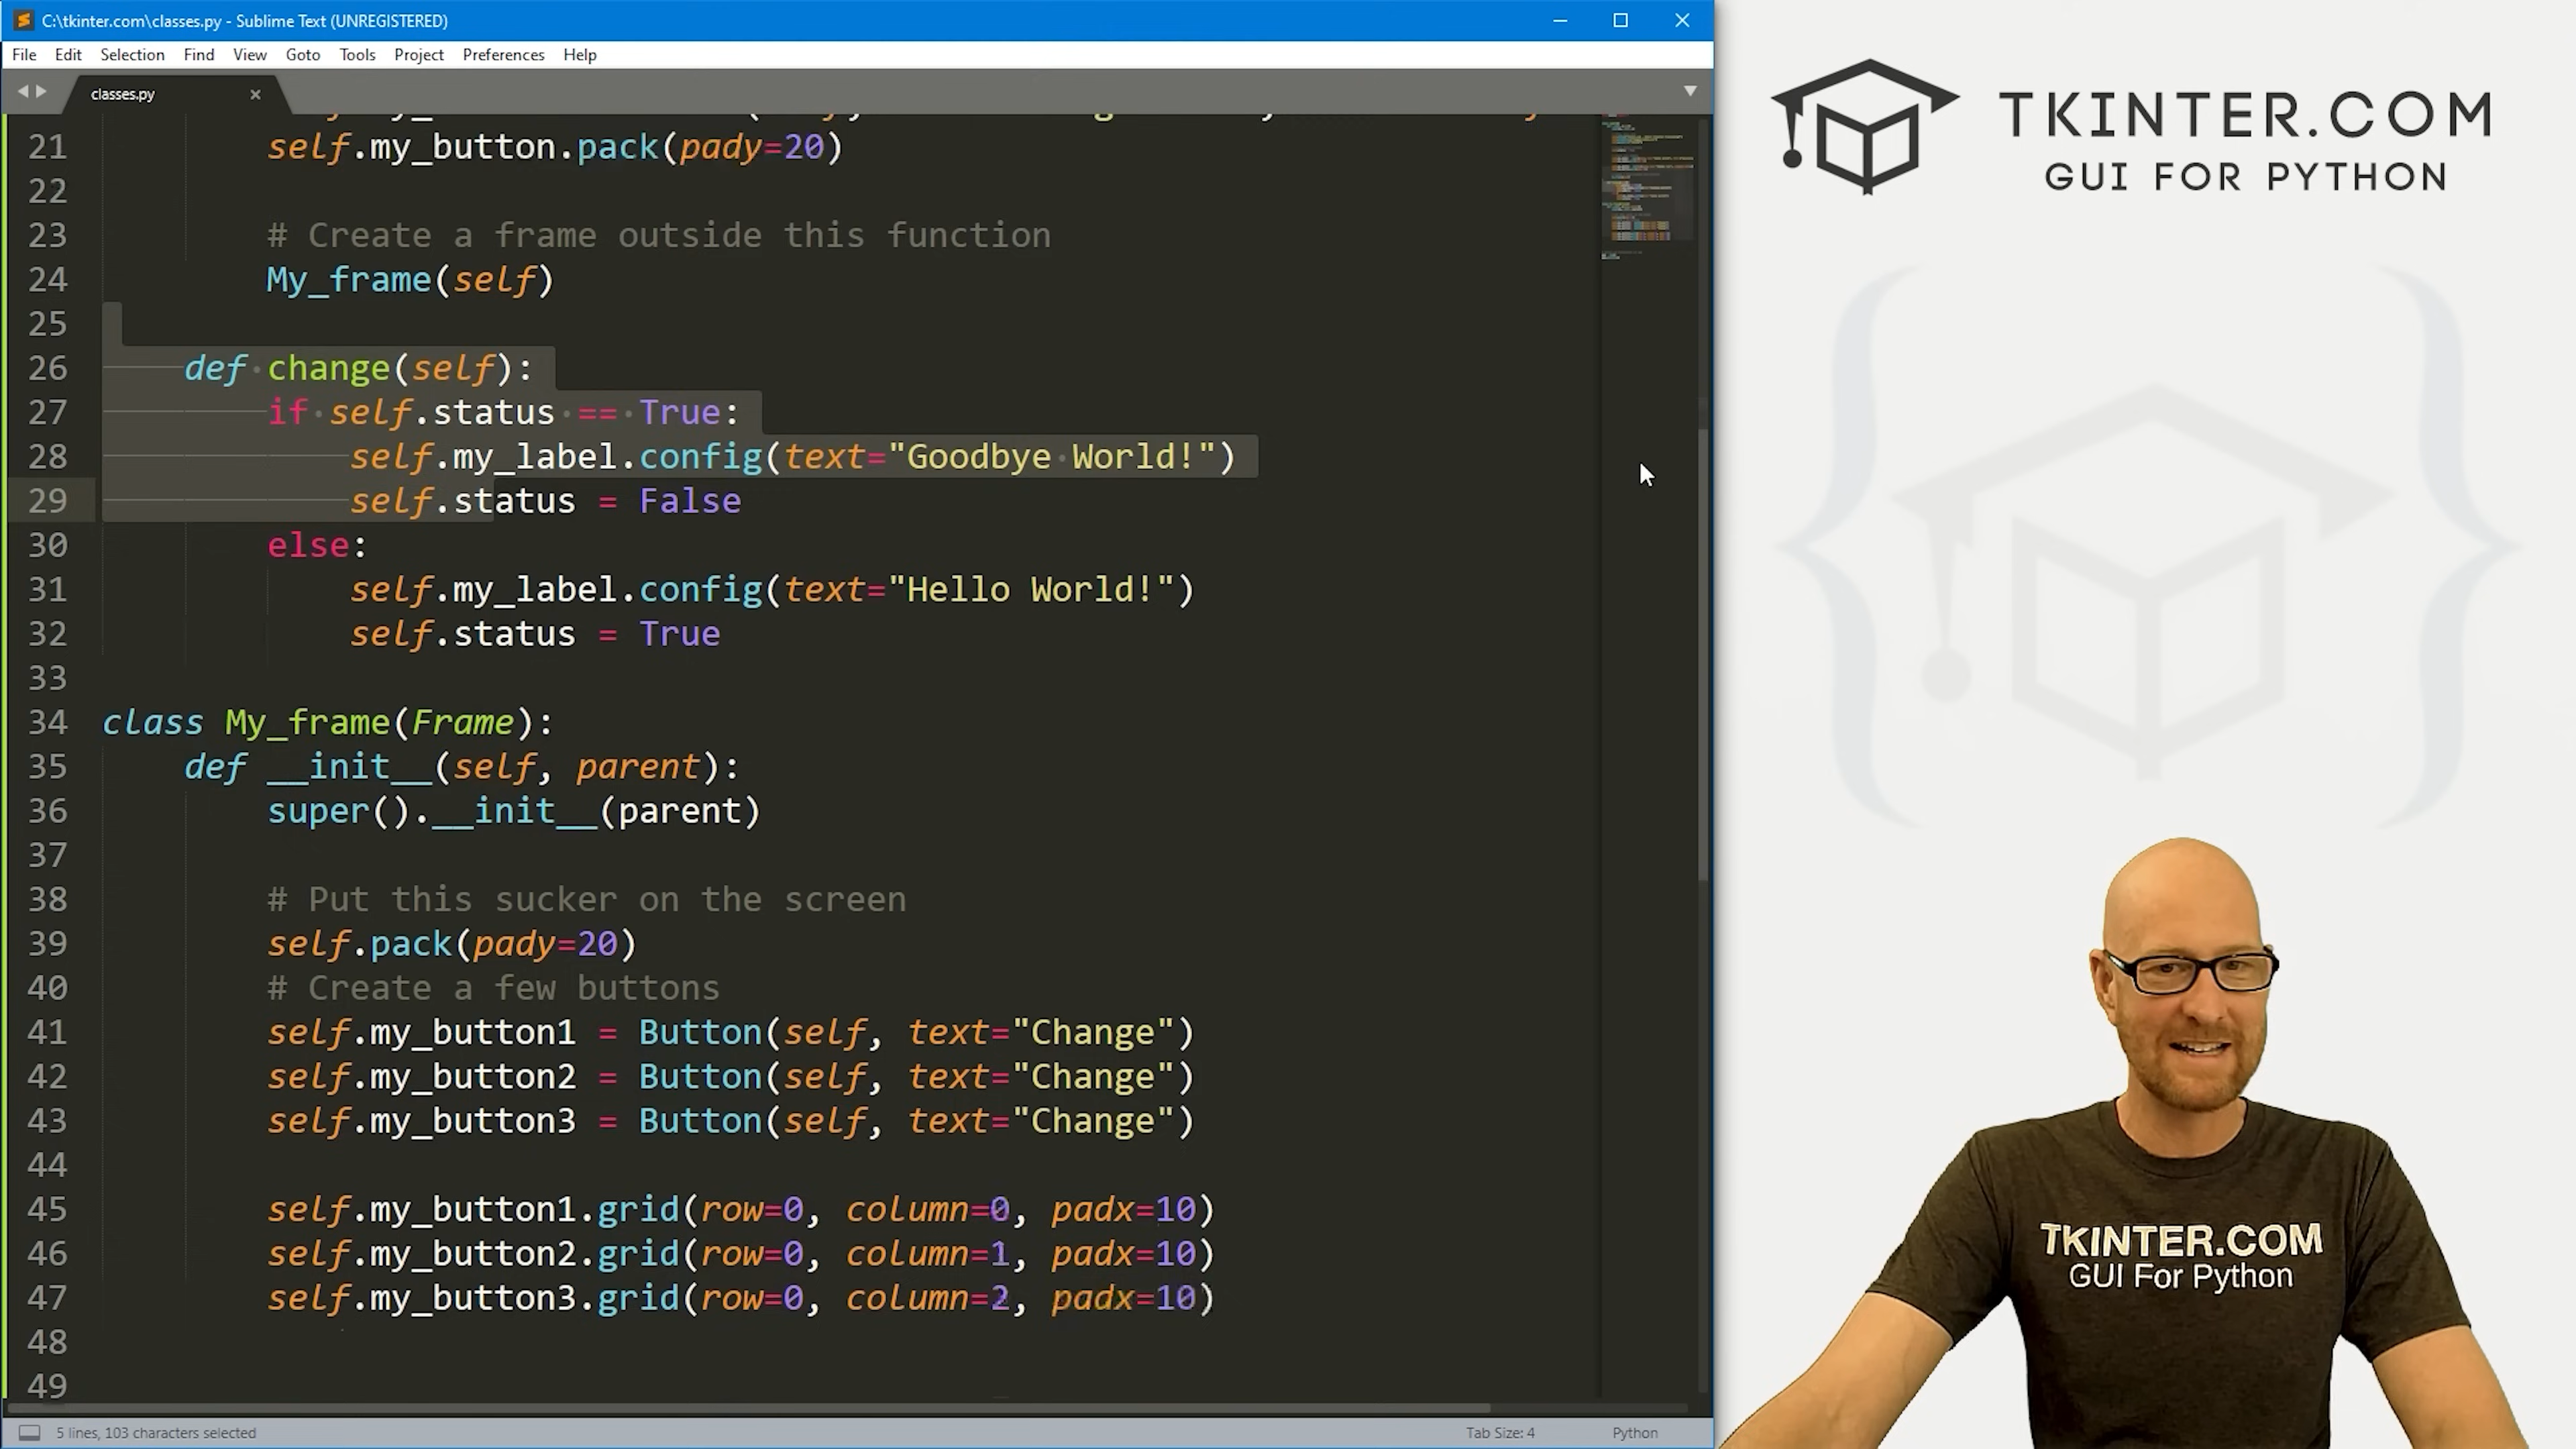 C:\tkinter.com\classes.py - Sublime Text (UNREGISTERED)
File Edit Selection Find View Goto Tools Project Preferences Help
classes.py
21 self.my_button.pack(pady=20)
22
23 # Create a frame outside this function
24 My_frame(self)
25
26 def change(self):
27 if self.status == True:
28 self.my_label.config(text="Goodbye World!")
29 self.status = False
30 else:
31 self.my_label.config(text="Hello World!")
32 self.status = True
33
34 class My_frame(Frame):
35 def __init__(self, parent):
36 super().__init__(parent)
37
38 # Put this sucker on the screen
39 self.pack(pady=20)
40 # Create a few buttons
41 self.my_button1 = Button(self, text="Change")
42 self.my_button2 = Button(self, text="Change")
43 self.my_button3 = Button(self, text="Change")
44
45 self.my_button1.grid(row=0, column=0, padx=10)
46 self.my_button2.grid(row=0, column=1, padx=10)
47 self.my_button3.grid(row=0, column=2, padx=10)
48
49
5 lines, 103 characters selected
Tab Size: 4
Python
TKINTER.COM
GUI FOR PYTHON
TKINTER.COM
GUI For Python